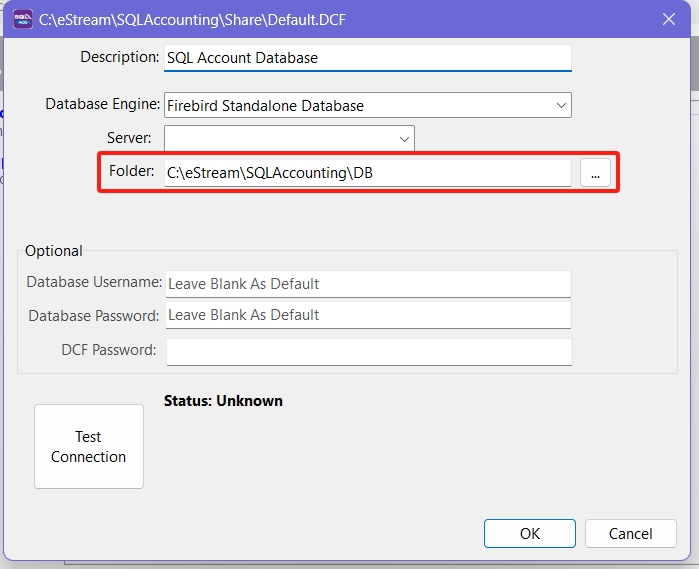 C:\eStream\SQLAccounting\Share\Default.DCF
Description: SQL Account Database
Database Engine: Firebird Standalone Database
Server:
Folder: C:\eStream\SQLAccounting\DB ...
Optional
Database Username: Leave Blank As Default
Database Password: Leave Blank As Default
DCF Password:
Status: Unknown
Test
Connection
OK Cancel